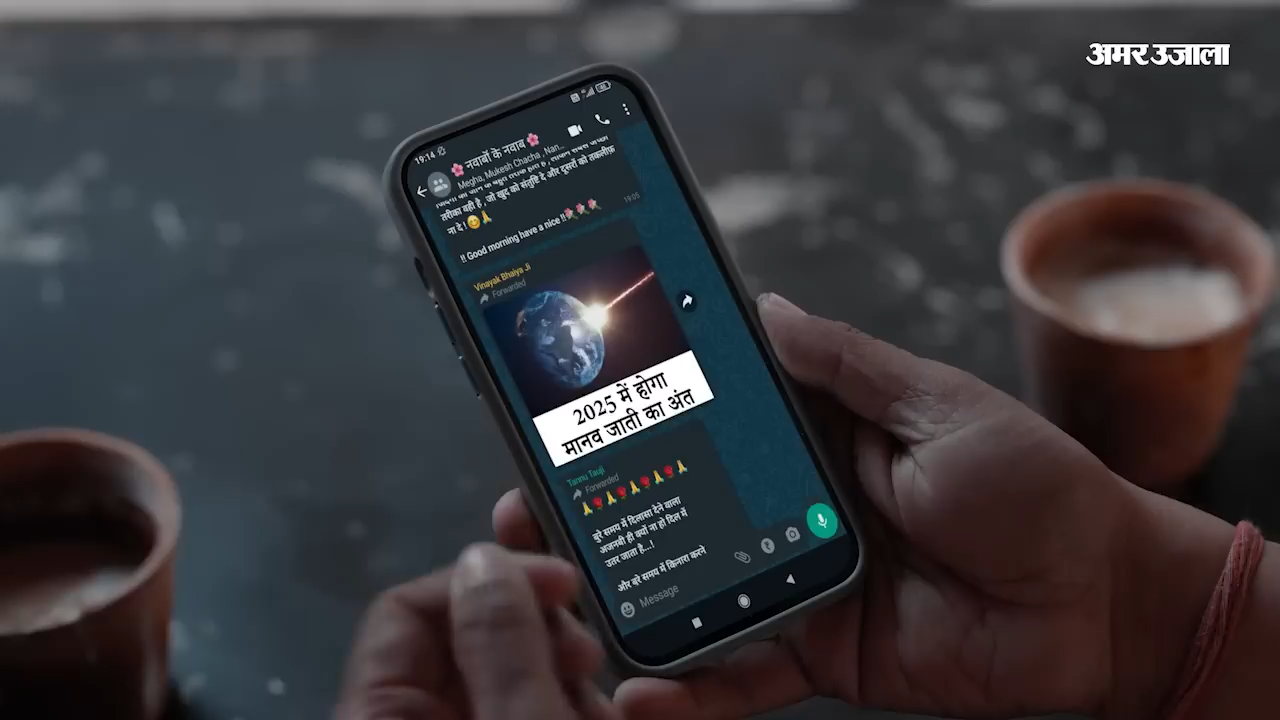 अमर उजाला
19:14
🌸 नवाबों के नवाब 🌸
Megha, Mukesh Chacha, Nan...
तरीका वही है, जो खुद को संतुष्टि दे और दूसरों को तकलीफ़
ना दे ! 😊🙏
!! Good morning have a nice !!💐💐💐
19:05
Vinayak Bhaiya Ji
Forwarded
2025 में होगा
मानव जाती का अंत
Tannu Tauji
Forwarded
🙏🌹🙏🌹🙏🌹🙏🌹🙏
बुरे समय में दिलासा देने वाला
अजनबी ही क्यों ना हो दिल में
उतर जाता है...!
और बुरे समय में किनारा करने
Message